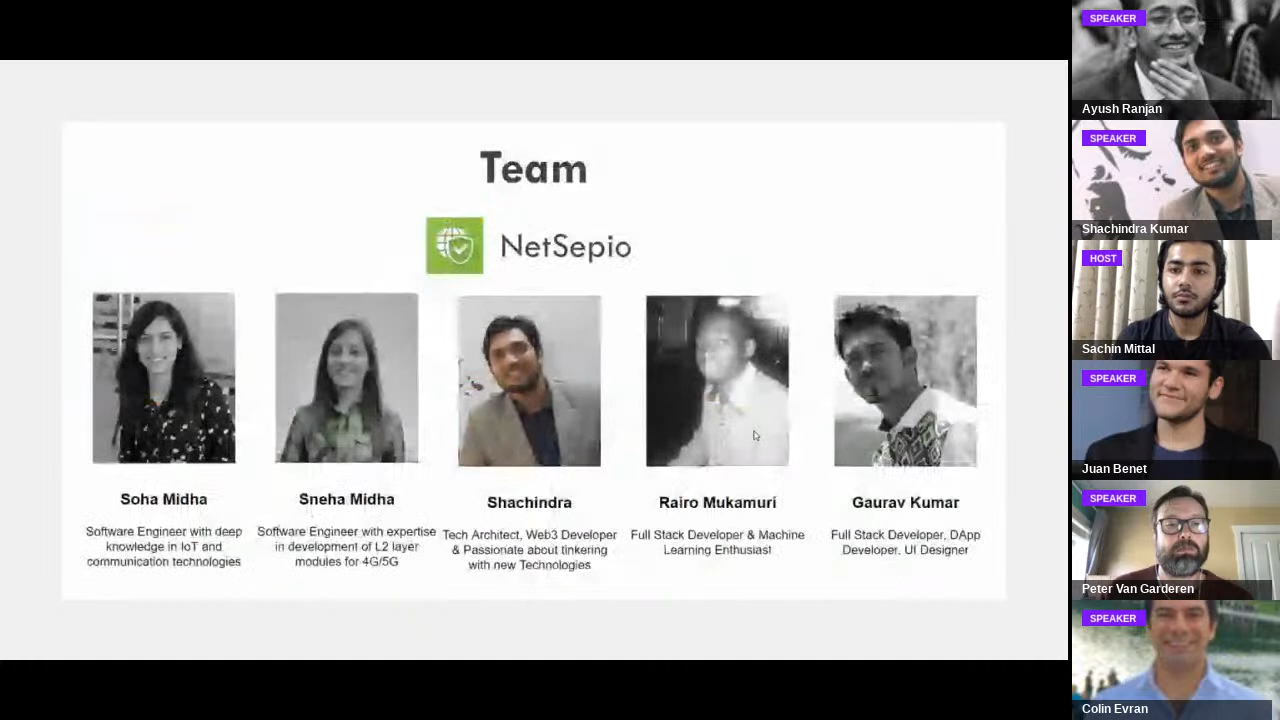 Team
NetSepio
Soha Midha
Software Engineer with deep
knowledge in IoT and
communication technologies
Sneha Midha
Software Engineer with expertise
in development of L2 layer
modules for 4G/5G
Shachindra
Tech Architect, Web3 Developer
& Passionate about tinkering
with new Technologies
Rairo Mukamuri
Full Stack Developer & Machine
Learning Enthusiast
Gaurav Kumar
Full Stack Developer, DApp
Developer, UI Designer
SPEAKER
Ayush Ranjan
SPEAKER
Shachindra Kumar
HOST
Sachin Mittal
SPEAKER
Juan Benet
SPEAKER
Peter Van Garderen
SPEAKER
Colin Evran